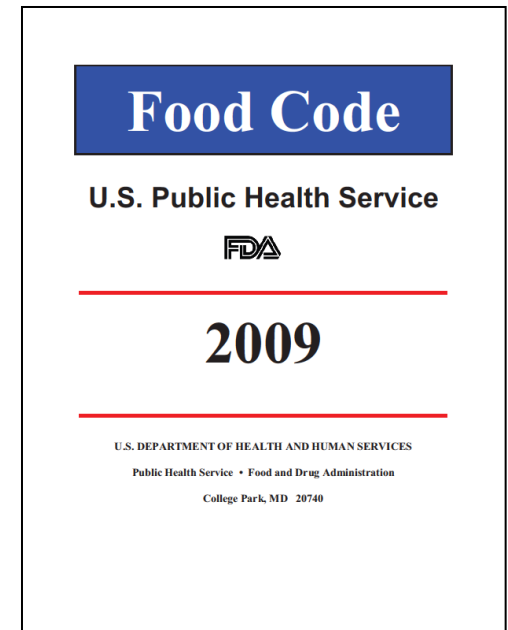 Food Code
U.S. Public Health Service
FDA
2009
U.S. DEPARTMENT OF HEALTH AND HUMAN SERVICES
Public Health Service • Food and Drug Administration
College Park, MD 20740